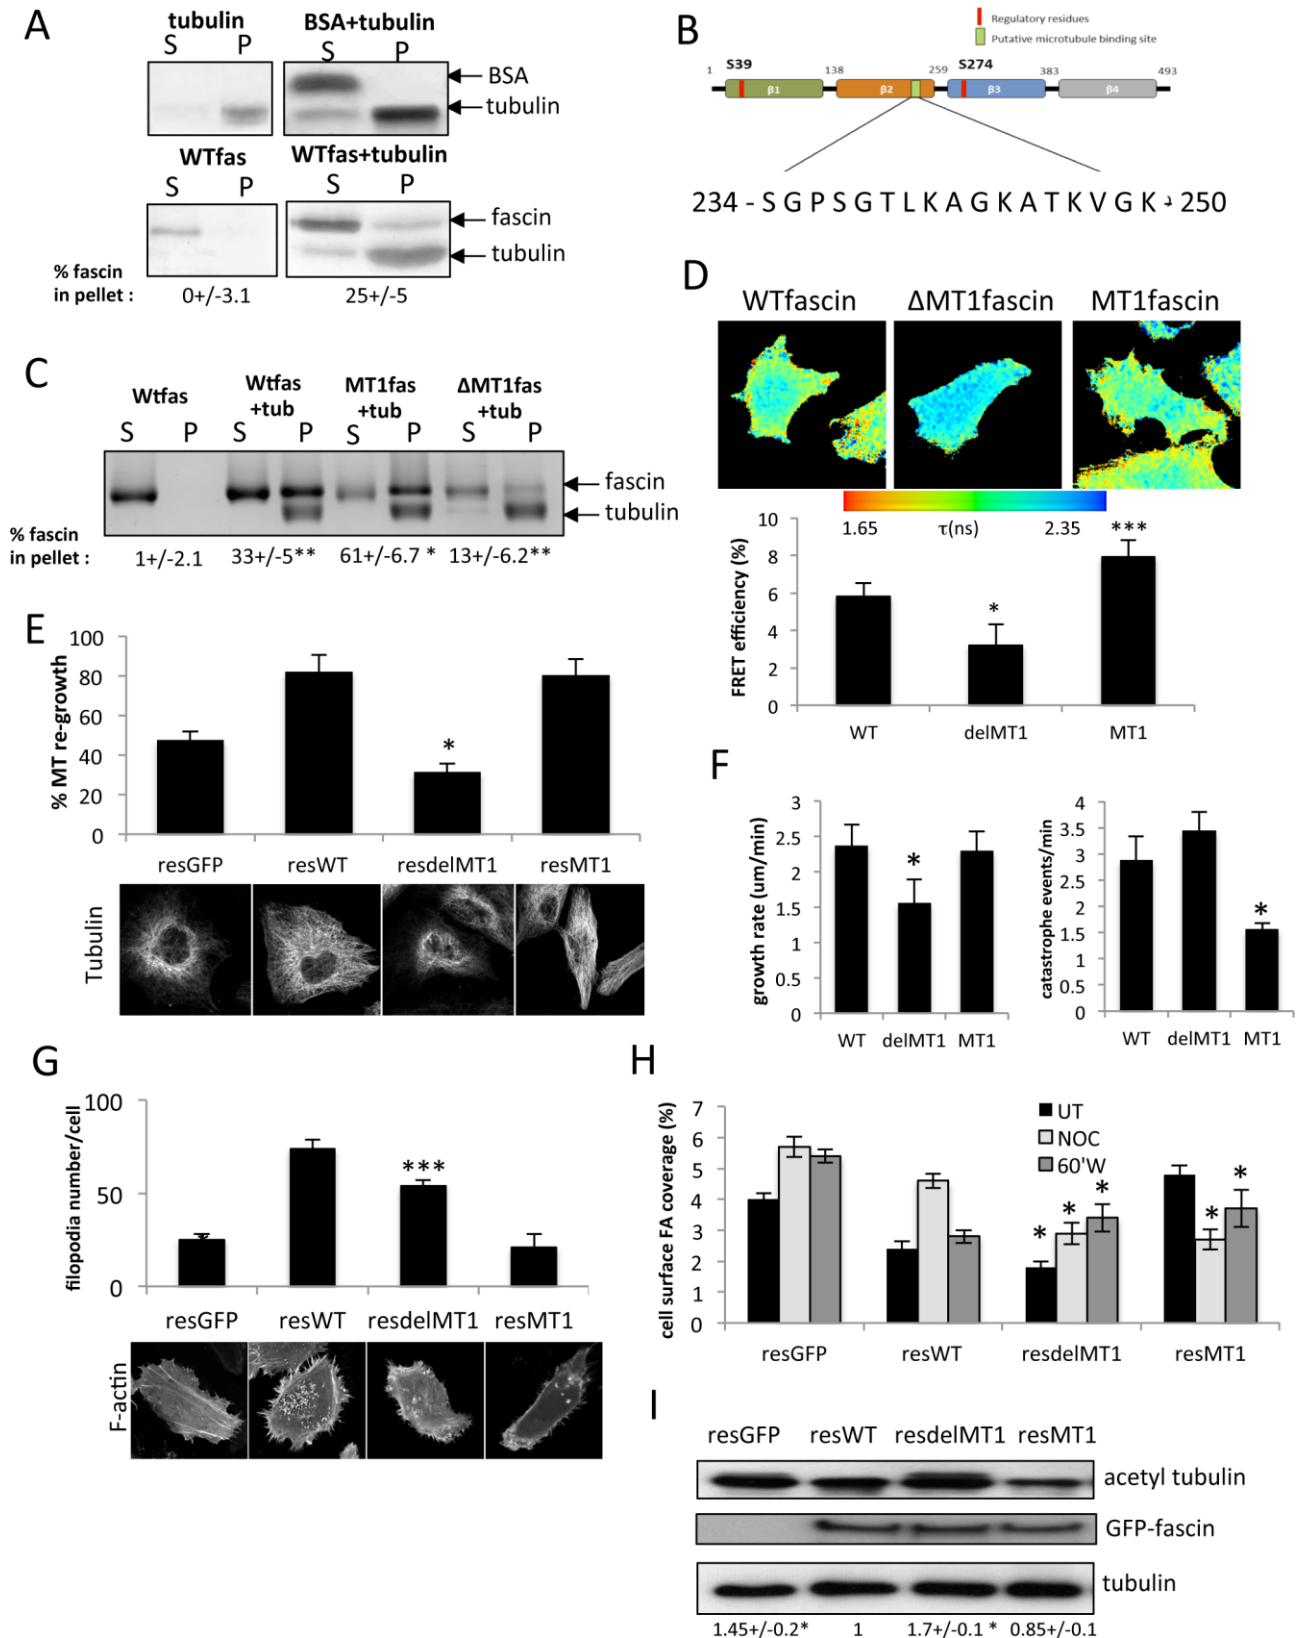 A
tubulin
S P
BSA+tubulin
S P
BSA
tubulin
WTfas
S P
WTfas+tubulin
S P
fascin
tubulin
% fascin
in pellet :
0+/-3.1
25+/-5
B
Regulatory residues
Putative microtubule binding site
1 S39 138 259 S274 383 493
β1 β2 β3 β4
234 - S G P S G T L K A G K A T K V G K - 250
C
Wtfas
Wtfas
+tub
MT1fas
+tub
ΔMT1fas
+tub
S P S P S P S P
fascin
tubulin
% fascin
in pellet :
1+/-2.1 33+/-5** 61+/-6.7 * 13+/-6.2**
D
WTfascin ΔMT1fascin MT1fascin
1.65 τ(ns) 2.35
FRET efficiency (%)
10
8
6
4
2
0
*
***
WT delMT1 MT1
E
% MT re-growth
100
80
60
40
20
0
*
resGFP resWT resdelMT1 resMT1
Tubulin
F
growth rate (um/min)
3
2.5
2
1.5
1
0.5
0
*
WT delMT1 MT1
catastrophe events/min
4
3.5
3
2.5
2
1.5
1
0.5
0
*
WT delMT1 MT1
G
filopodia number/cell
100
50
0
***
resGFP resWT resdelMT1 resMT1
F-actin
H
cell surface FA coverage (%)
7
6
5
4
3
2
1
0
UT
NOC
60'W
* * * * *
resGFP resWT resdelMT1 resMT1
I
resGFP resWT resdelMT1 resMT1
acetyl tubulin
GFP-fascin
tubulin
1.45+/-0.2* 1 1.7+/-0.1 * 0.85+/-0.1